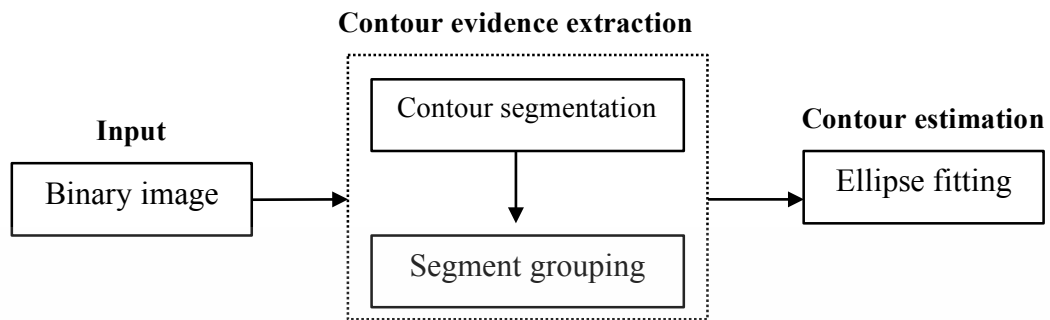 Contour evidence extraction
Input
Binary image
Contour segmentation
Segment grouping
Contour estimation
Ellipse fitting